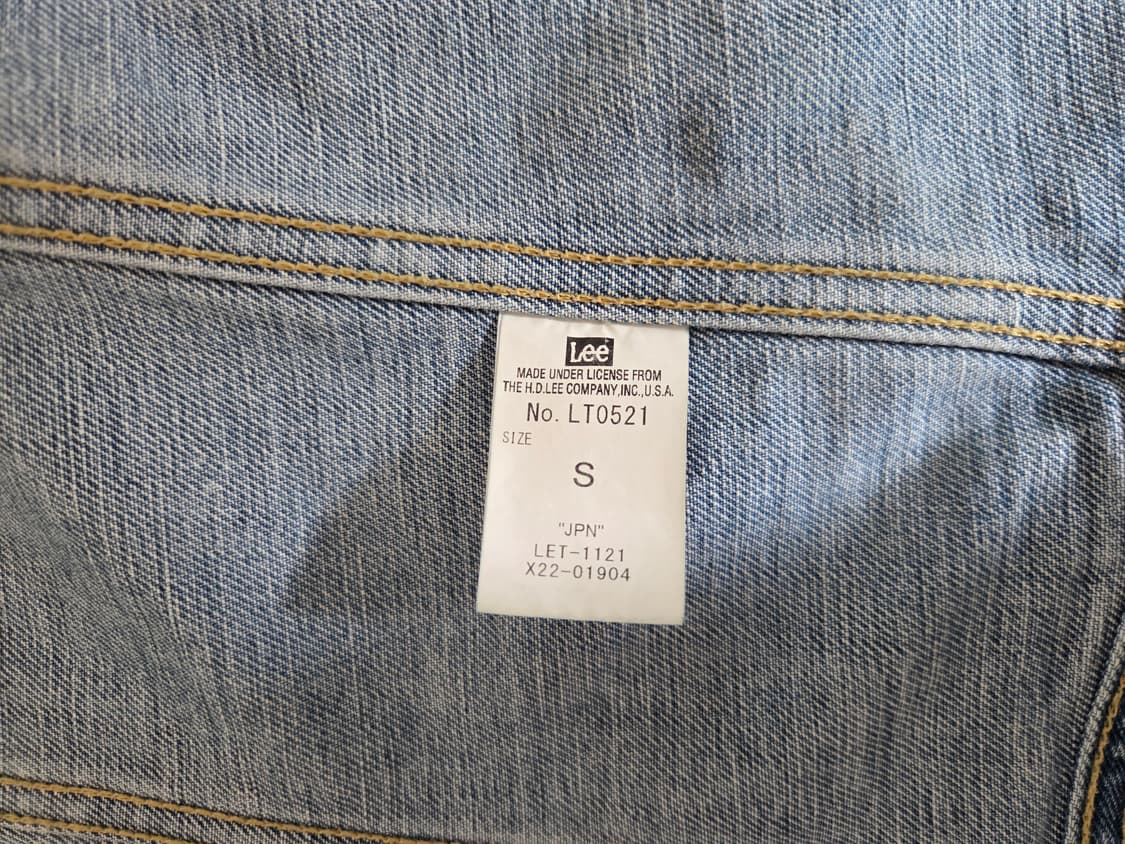 Lee
MADE UNDER LICENSE FROM
THE H.D.LEE COMPANY,INC.,U.S.A.
No. LT0521
SIZE
S
"JPN"
LET-1121
X22-01904